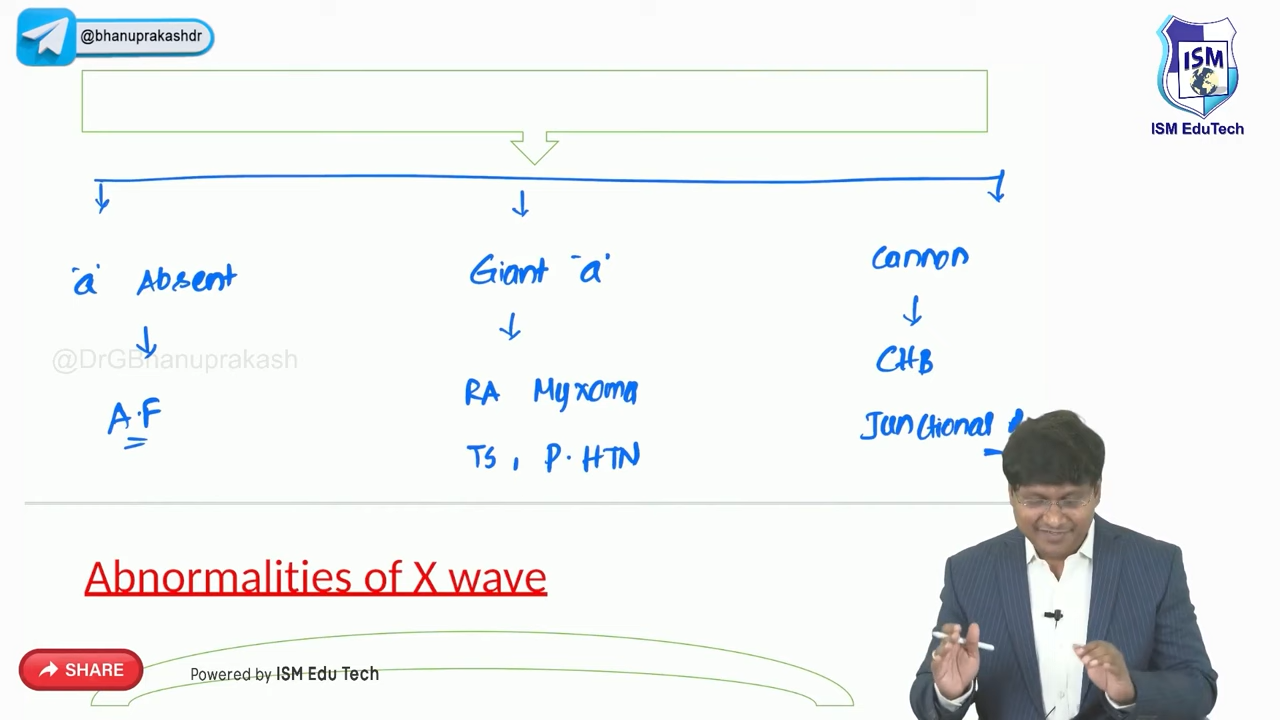 @bhanuprakashdr
ISM
ISM EduTech
"a" Absent
Giant "a"
Cannon
@DrGBhanuprakash
A.F
RA Myxoma
TS, P.HTN
CHB
Junctional
Abnormalities of X wave
SHARE
Powered by ISM Edu Tech